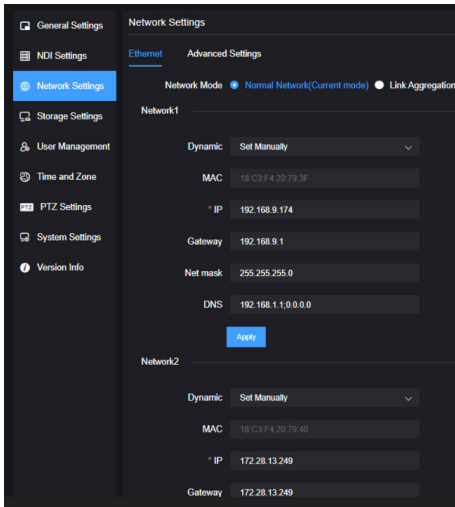 General Settings
NDI Settings
Network Settings
Storage Settings
User Management
Time and Zone
PTZ PTZ Settings
System Settings
Version Info
Network Settings
Ethernet Advanced Settings
Network Mode Normal Network(Current mode) Link Aggregation
Network1
Dynamic Set Manually
MAC 18:C3:F4:20:79:3F
* IP 192.168.9.174
Gateway 192.168.9.1
Net mask 255.255.255.0
DNS 192.168.1.1;0.0.0.0
Apply
Network2
Dynamic Set Manually
MAC 18:C3:F4:20:79:40
* IP 172.28.13.249
Gateway 172.28.13.249